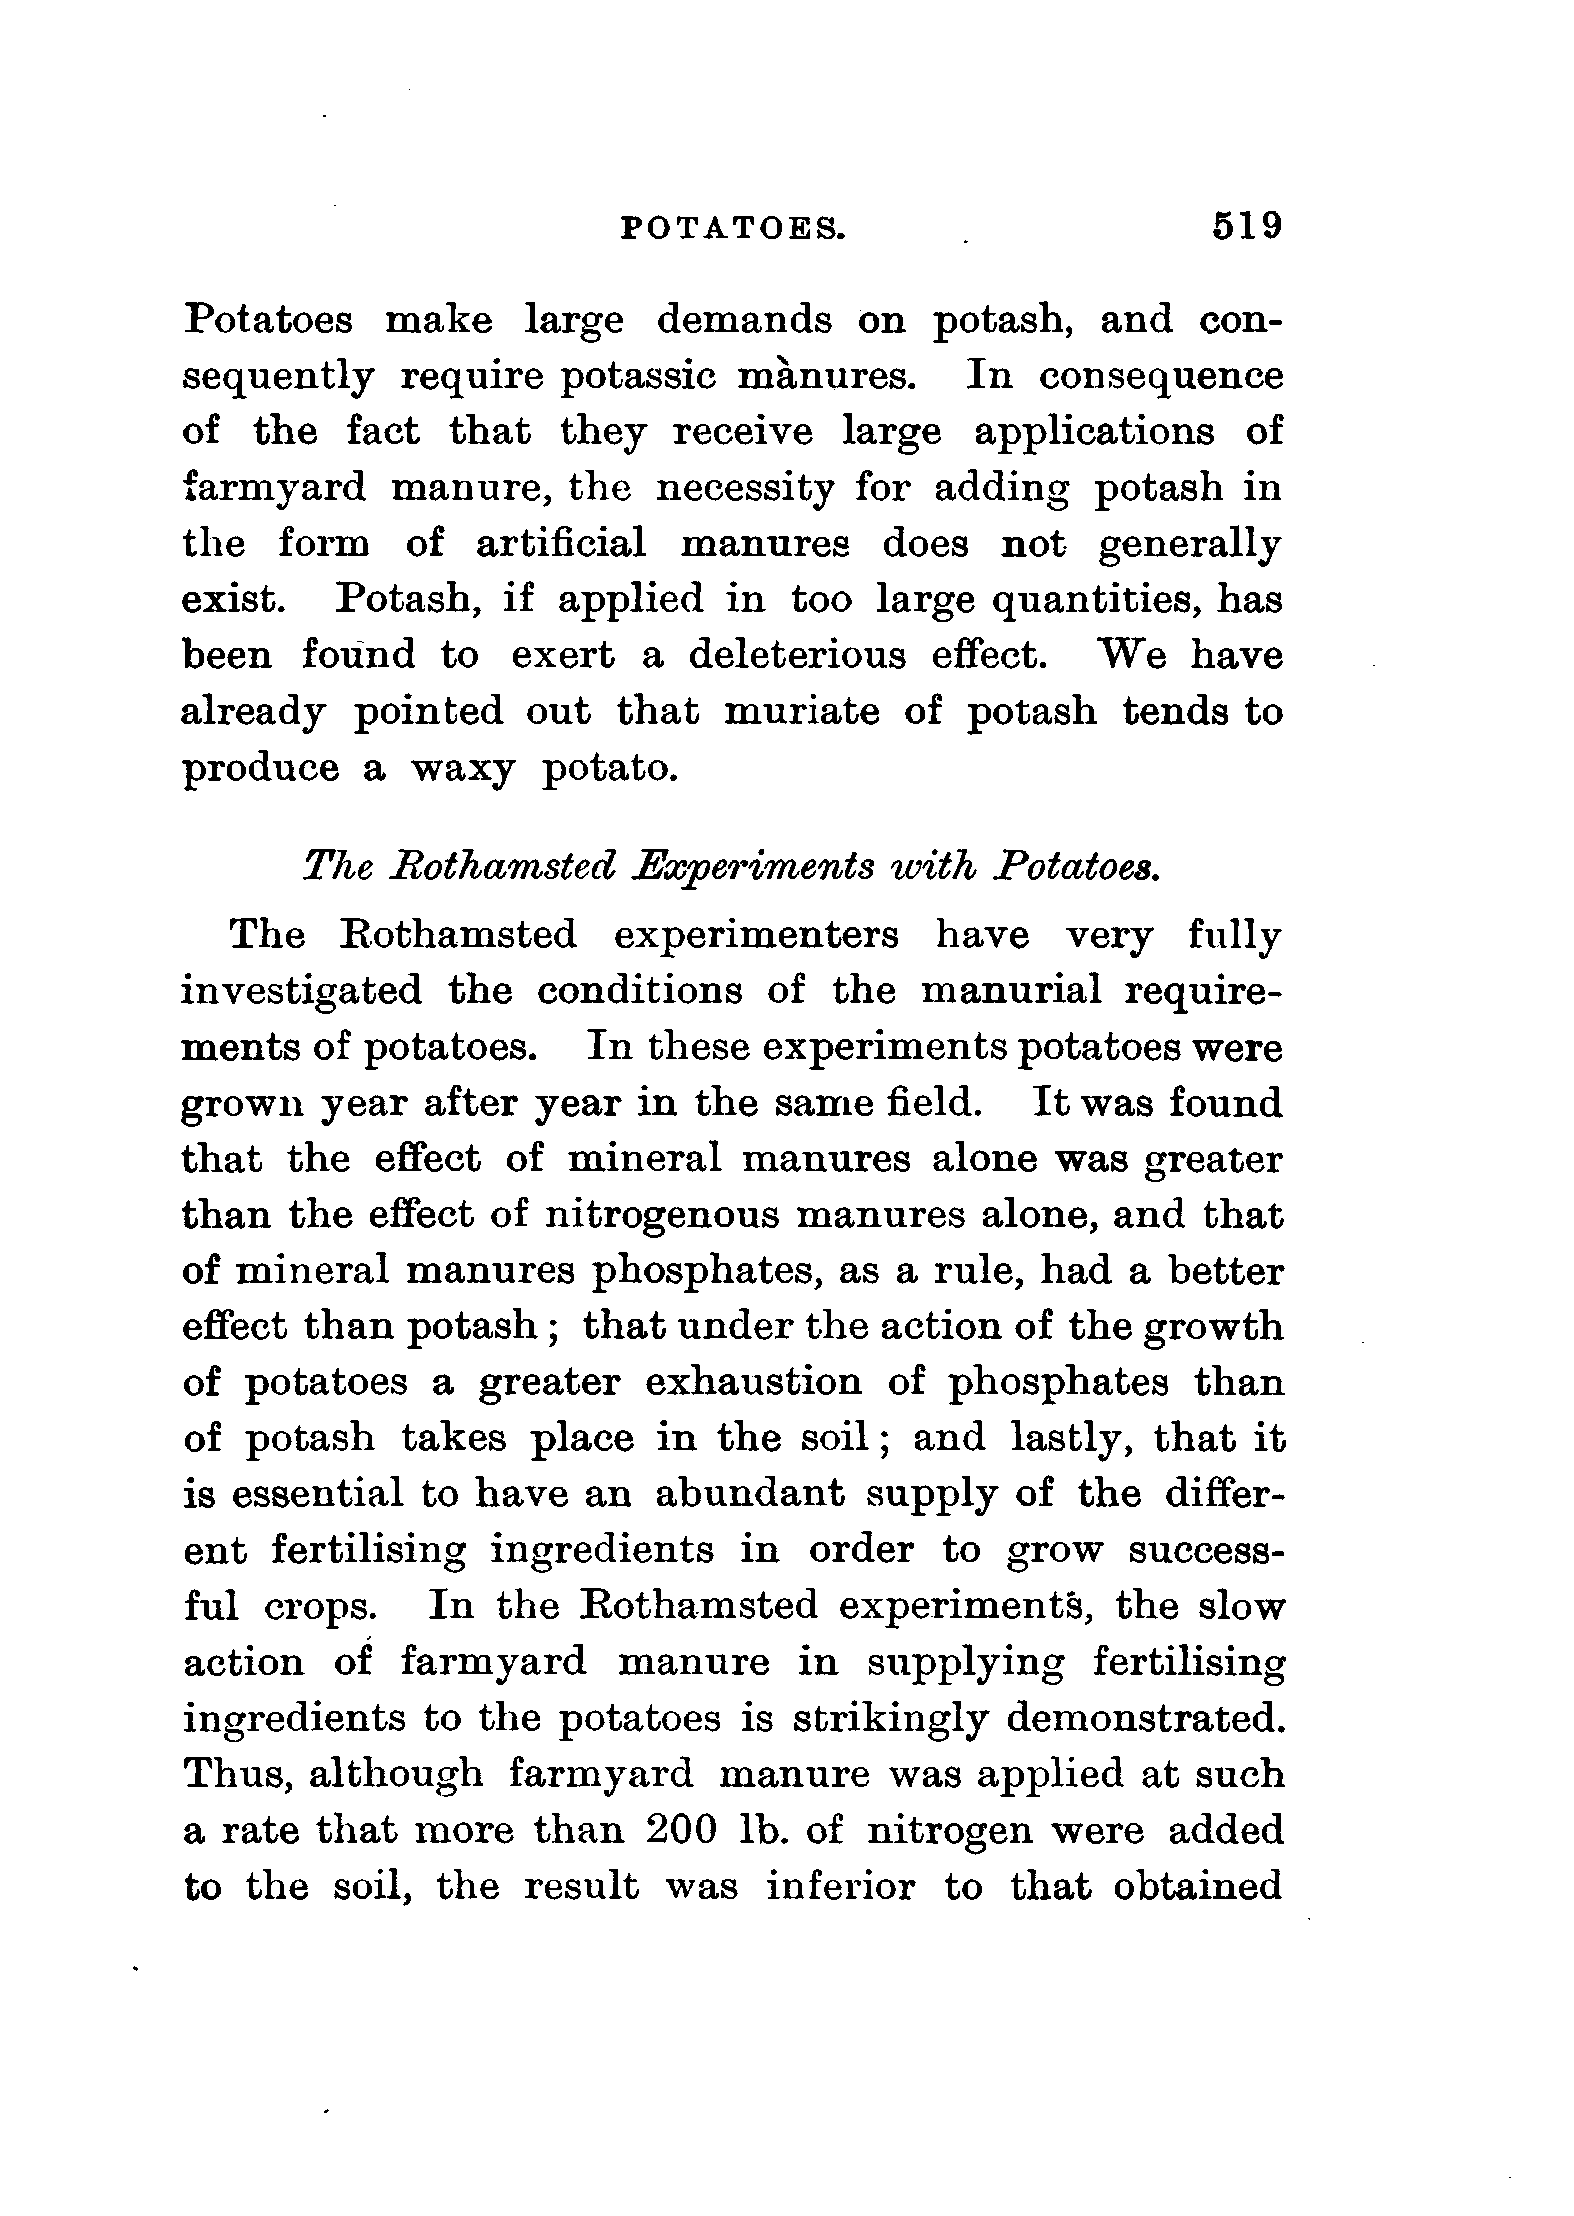 POTATOES. 519
Potatoes make large demands on potash, and con-
sequently require potassic manures. In consequence
of the fact that they receive large applications of
farmyard manure, the necessity for adding potash in
the form of artificial manures does not generally
exist. Potash, if applied in too large quantities, has
been found to exert a deleterious effect. We have
already pointed out that muriate of potash tends to
produce a waxy potato.
The Rothamsted Experiments with Potatoes.
The Rothamsted experimenters have very fully
investigated the conditions of the manurial require-
ments of potatoes. In these experiments potatoes were
grown year after year in the same field. It was found
that the effect of mineral manures alone was greater
than the effect of nitrogenous manures alone, and that
of mineral manures phosphates, as a rule, had a better
effect than potash; that under the action of the growth
of potatoes a greater exhaustion of phosphates than
of potash takes place in the soil; and lastly, that it
is essential to have an abundant supply of the differ-
ent fertilising ingredients in order to grow success-
ful crops. In the Rothamsted experiments, the slow
action of farmyard manure in supplying fertilising
ingredients to the potatoes is strikingly demonstrated.
Thus, although farmyard manure was applied at such
a rate that more than 200 lb. of nitrogen were added
to the soil, the result was inferior to that obtained